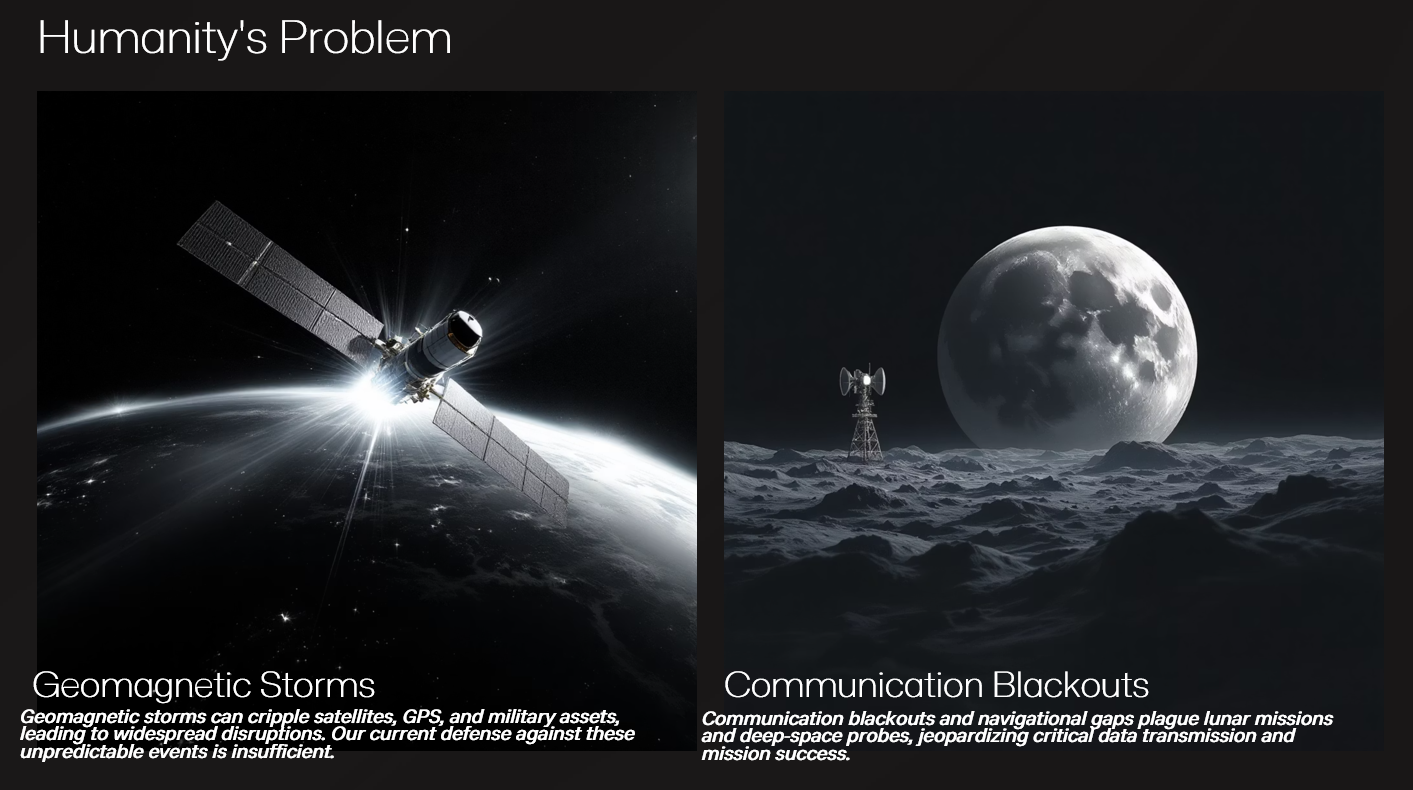 Humanity's Problem
Geomagnetic Storms
Geomagnetic storms can cripple satellites, GPS, and military assets,
leading to widespread disruptions. Our current defense against these
unpredictable events is insufficient.
Communication Blackouts
Communication blackouts and navigational gaps plague lunar missions
and deep-space probes, jeopardizing critical data transmission and
mission success.